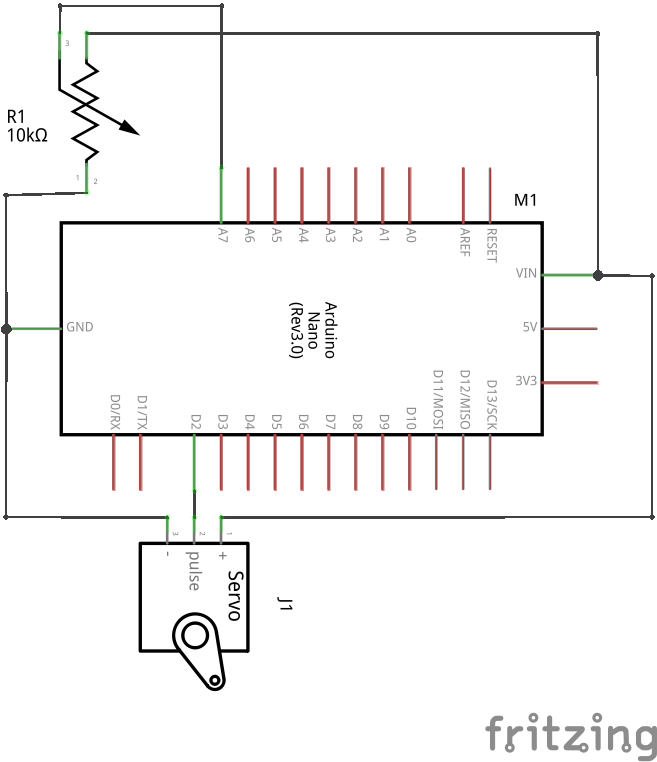 3
R1
10kΩ
1
2
M1
A7
A6
A5
A4
A3
A2
A1
A0
AREF
RESET
VIN
GND
Arduino
Nano
(Rev3.0)
5V
3V3
D0/RX
D1/TX
D2
D3
D4
D5
D6
D7
D8
D9
D10
D11/MOSI
D12/MISO
D13/SCK
3
2
1
-
pulse
+
Servo
J1
fritzing